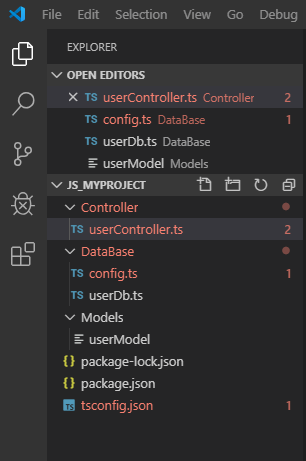 File Edit Selection View Go Debug
EXPLORER
OPEN EDITORS
TS userController.ts Controller 2
TS config.ts DataBase 1
TS userDb.ts DataBase
userModel Models
JS_MYPROJECT
Controller
TS userController.ts 2
DataBase
TS config.ts 1
TS userDb.ts
Models
userModel
{} package-lock.json
{} package.json
TS tsconfig.json 1